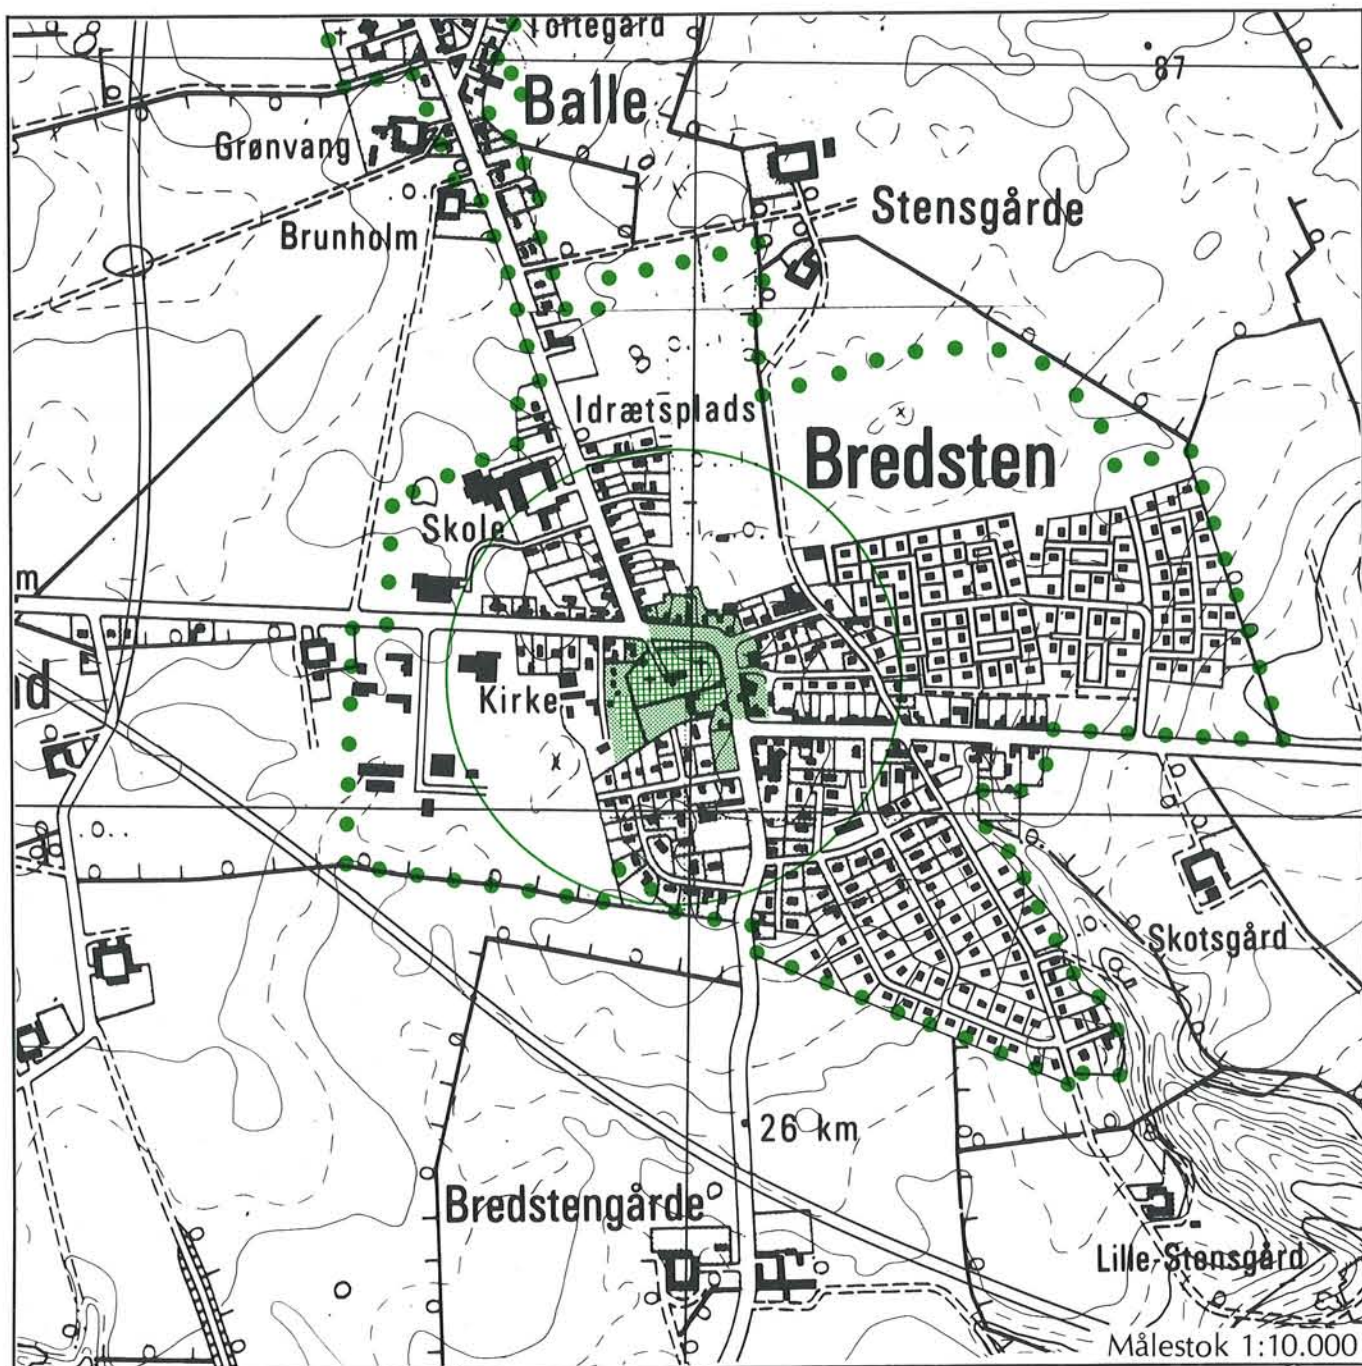 Toftegård
Balle
87
Grønvang
Stensgårde
Brunholm
Idrætsplads
Bredsten
Skole
m
nd
Kirke
Skotsgård
26 km
Bredstengårde
Lille-Stensgård
Målestok 1:10.000